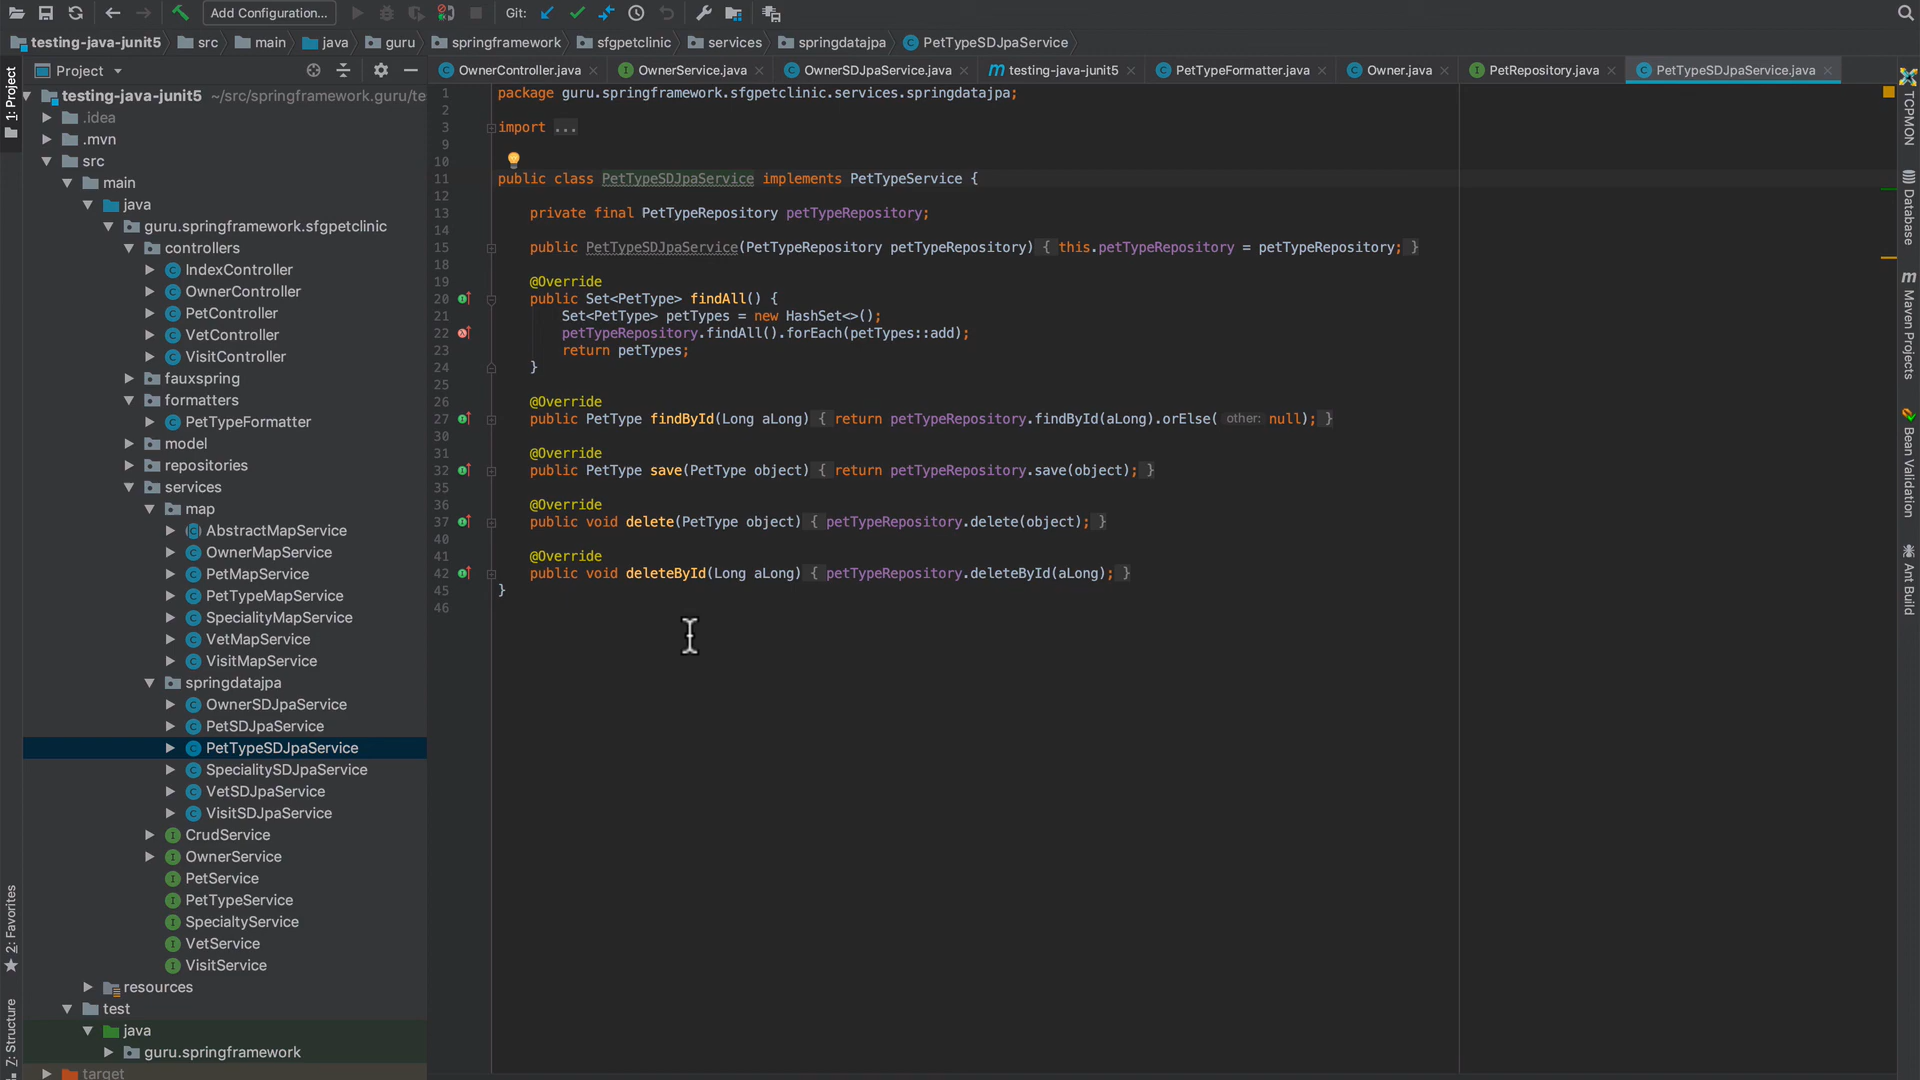 Add Configuration...
Git:
testing-java-junit5 src main java guru springframework sfgpetclinic services springdatajpa PetTypeSDJpaService
Project
OwnerController.java OwnerService.java OwnerSDJpaService.java testing-java-junit5 PetTypeFormatter.java Owner.java PetRepository.java PetTypeSDJpaService.java
1: Project
2: Favorites
Z: Structure
testing-java-junit5 ~/src/springframework.guru/te
.idea
.mvn
src
main
java
guru.springframework.sfgpetclinic
controllers
IndexController
OwnerController
PetController
VetController
VisitController
fauxspring
formatters
PetTypeFormatter
model
repositories
services
map
AbstractMapService
OwnerMapService
PetMapService
PetTypeMapService
SpecialityMapService
VetMapService
VisitMapService
springdatajpa
OwnerSDJpaService
PetSDJpaService
PetTypeSDJpaService
SpecialitySDJpaService
VetSDJpaService
VisitSDJpaService
CrudService
OwnerService
PetService
PetTypeService
SpecialtyService
VetService
VisitService
resources
test
java
guru.springframework
target
1 package guru.springframework.sfgpetclinic.services.springdatajpa;
2
3 import ...
9
10
11 public class PetTypeSDJpaService implements PetTypeService {
12
13 private final PetTypeRepository petTypeRepository;
14
15 public PetTypeSDJpaService(PetTypeRepository petTypeRepository) { this.petTypeRepository = petTypeRepository; }
18
19 @Override
20 public Set<PetType> findAll() {
21 Set<PetType> petTypes = new HashSet<>();
22 petTypeRepository.findAll().forEach(petTypes::add);
23 return petTypes;
24 }
25
26 @Override
27 public PetType findById(Long aLong) { return petTypeRepository.findById(aLong).orElse( other: null); }
30
31 @Override
32 public PetType save(PetType object) { return petTypeRepository.save(object); }
35
36 @Override
37 public void delete(PetType object) { petTypeRepository.delete(object); }
40
41 @Override
42 public void deleteById(Long aLong) { petTypeRepository.deleteById(aLong); }
45 }
46
TCPMON
Database
Maven Projects
Bean Validation
Ant Build